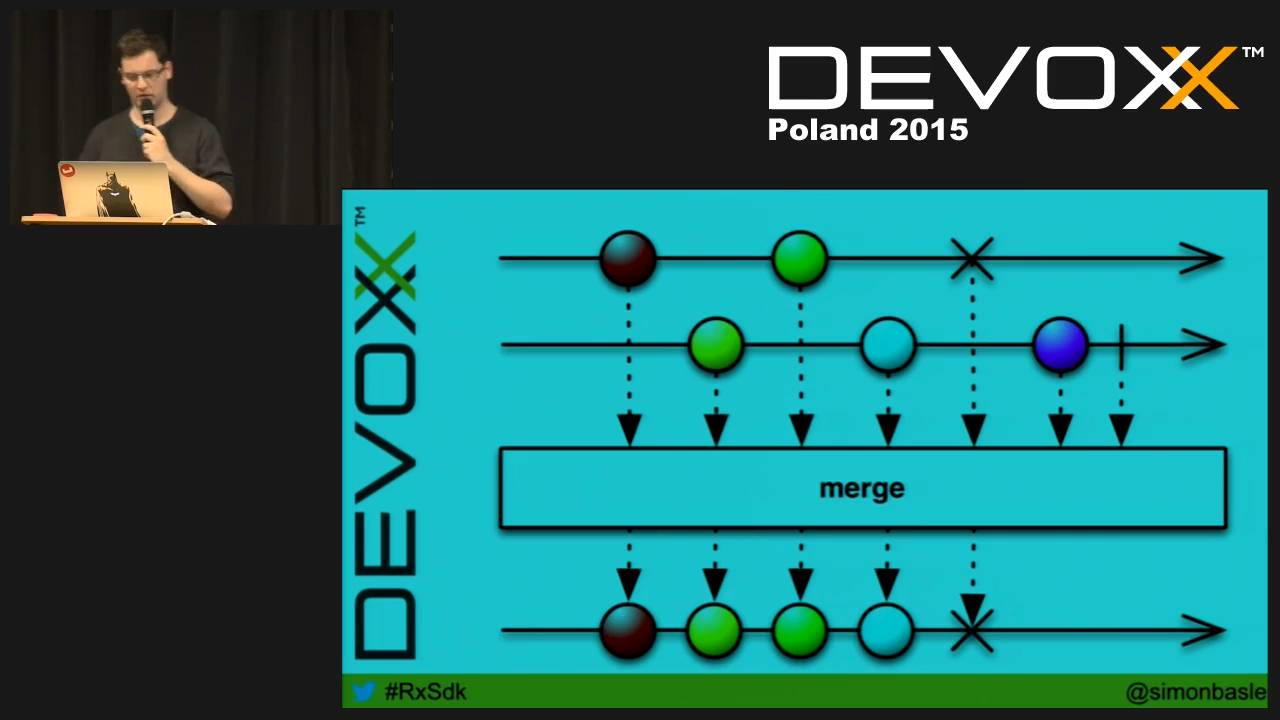 DEVOXX™
Poland 2015
DEVOXX™
merge
#RxSdk
@simonbasle